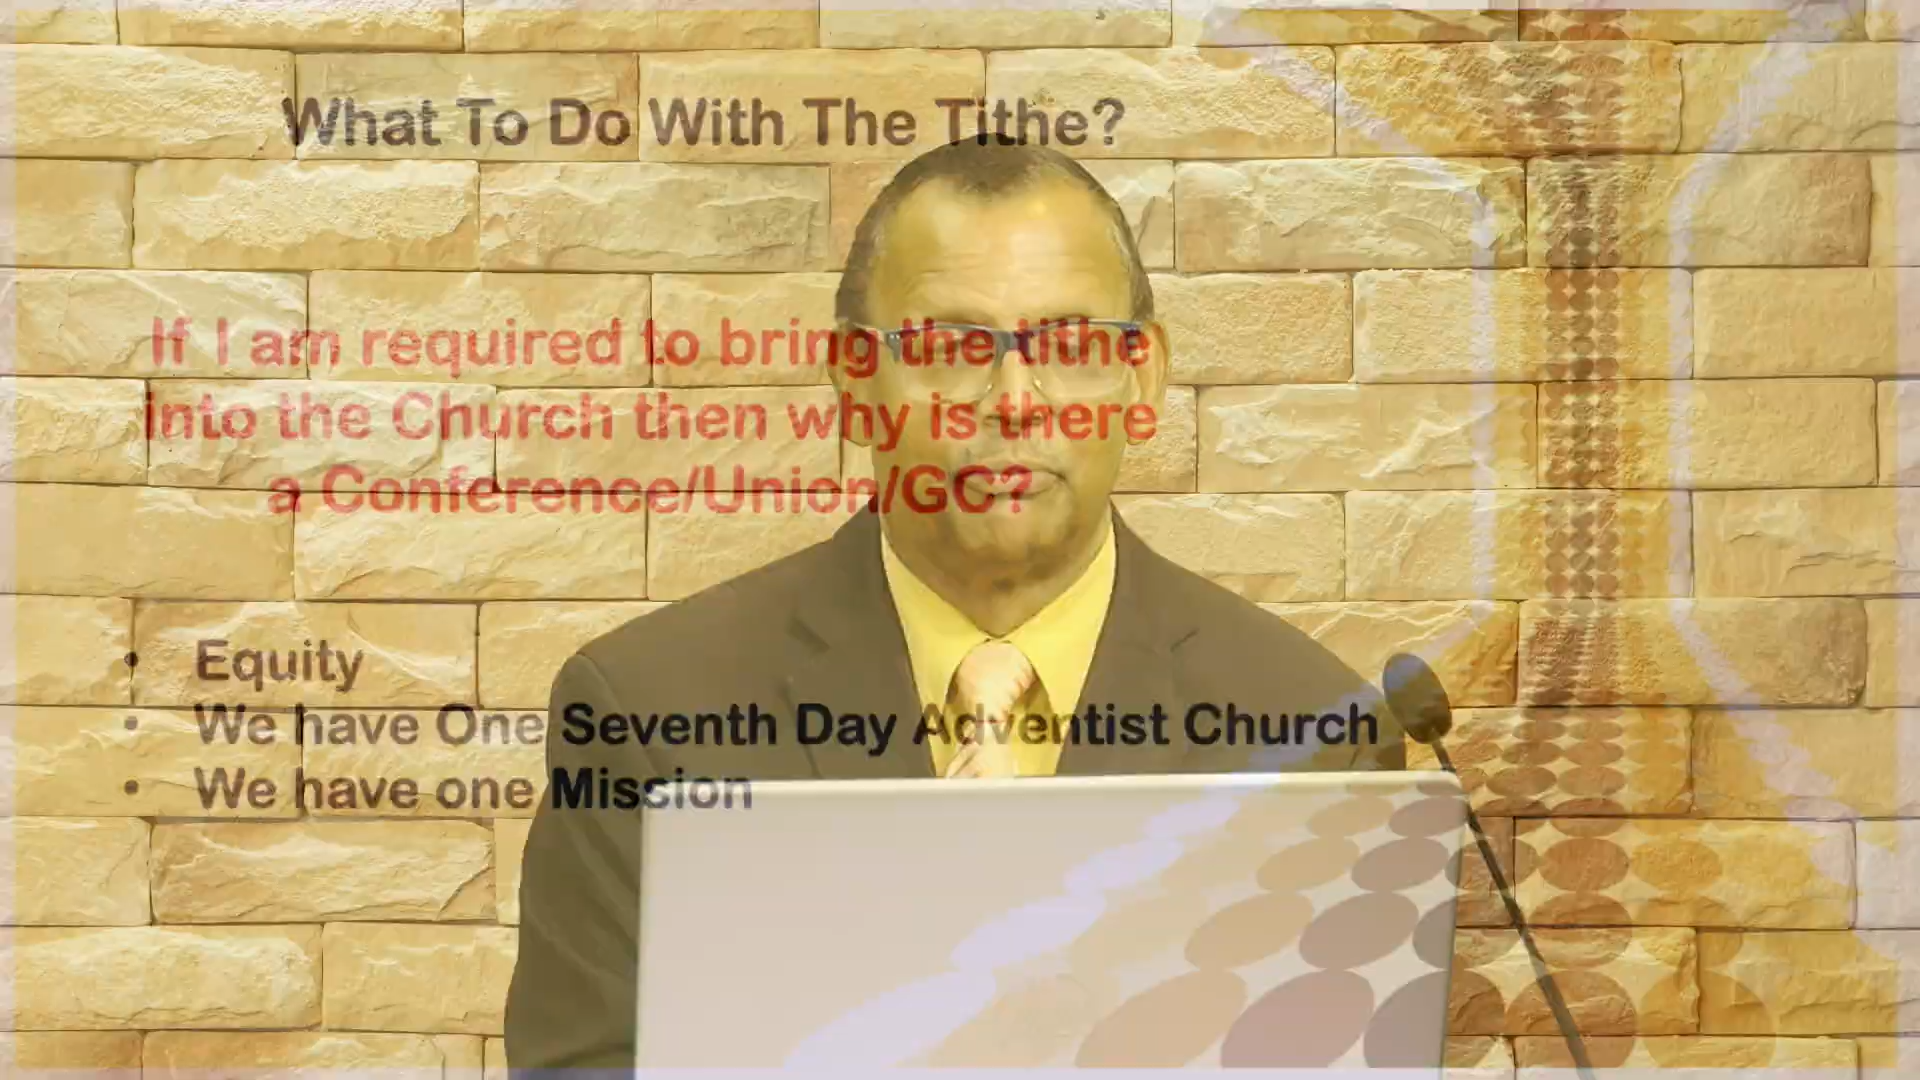 What To Do With The Tithe?
If I am required to bring the tithe
into the Church then why is there
a Conference/Union/GC?
• Equity
• We have One Seventh Day Adventist Church
• We have one Mission